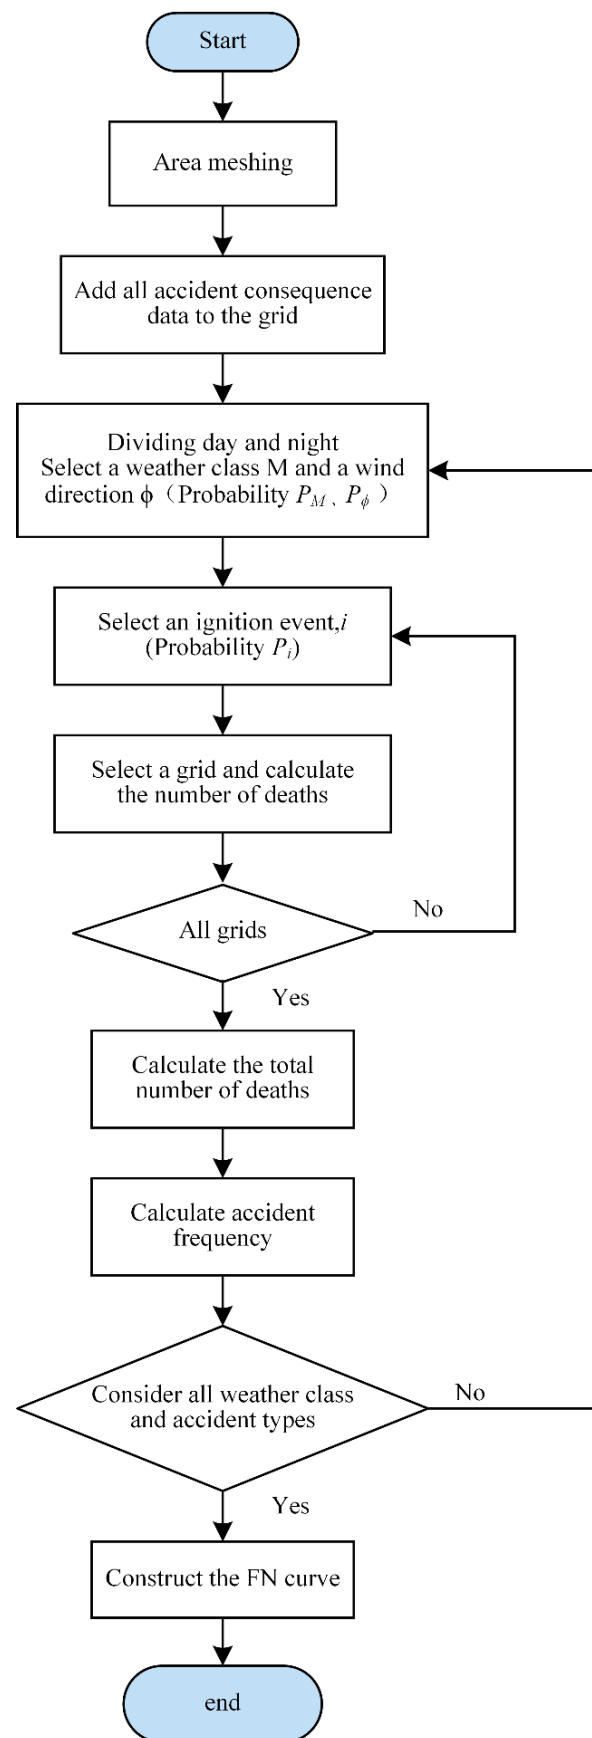 Start
Area meshing
Add all accident consequence
data to the grid
Dividing day and night
Select a weather class M and a wind
direction ϕ（Probability P_M 、P_ϕ ）
Select an ignition event,i
(Probability P_i)
Select a grid and calculate
the number of deaths
All grids
No
Yes
Calculate the total
number of deaths
Calculate accident
frequency
Consider all weather class
and accident types
No
Yes
Construct the FN curve
end